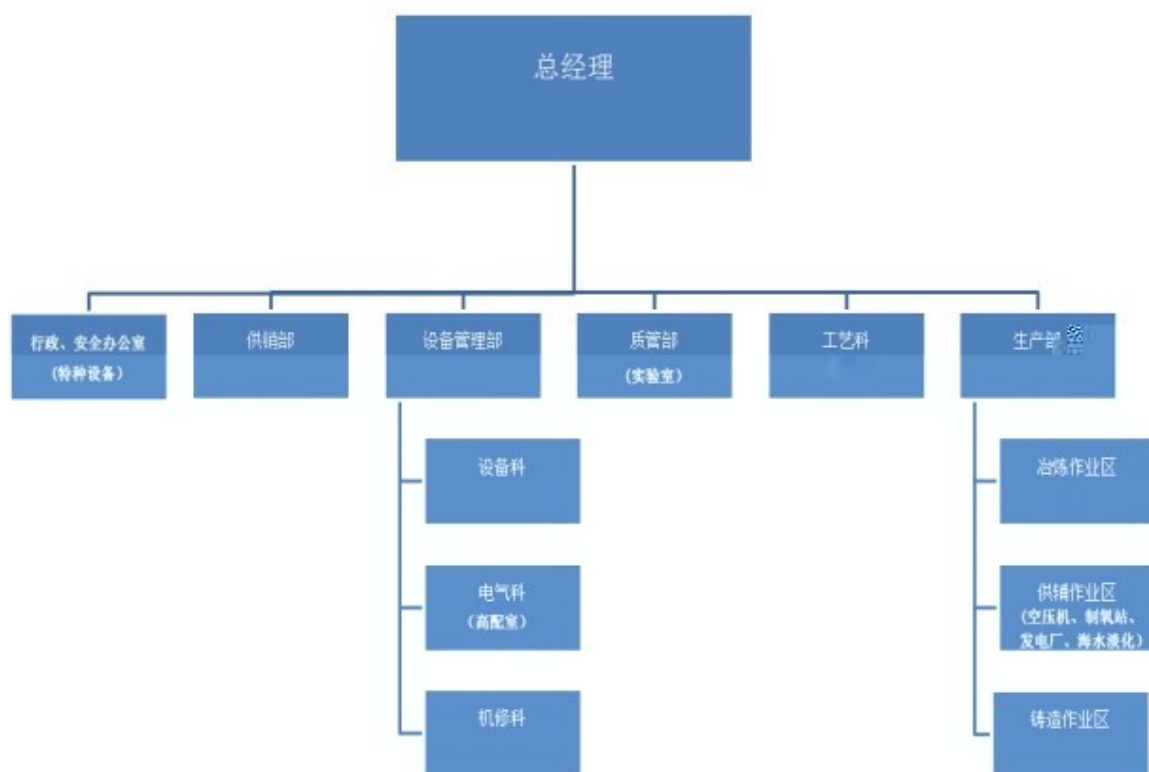 总经理
行政、安全办公室
(特种设备)
供销部
设备管理部
质管部
(实验室)
工艺科
生产部
设备科
电气科
(高配室)
机修科
冶炼作业区
供辅作业区
(空压机、制氧站、
发电厂、海水淡化)
铸造作业区